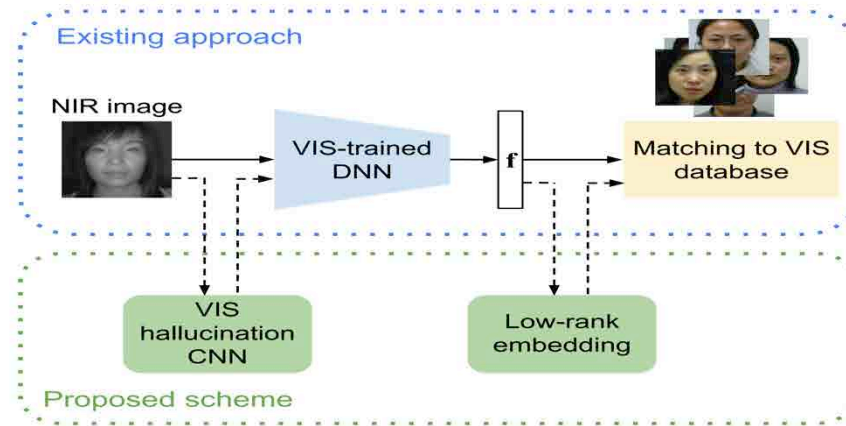 Existing approach
NIR image
VIS-trained
DNN
f
Matching to VIS
database
VIS
hallucination
CNN
Low-rank
embedding
Proposed scheme